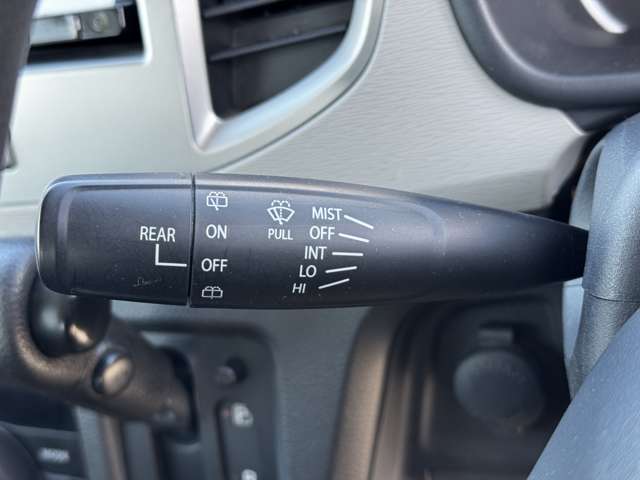 REAR
ON
OFF
PULL
MIST
OFF
INT
LO
HI